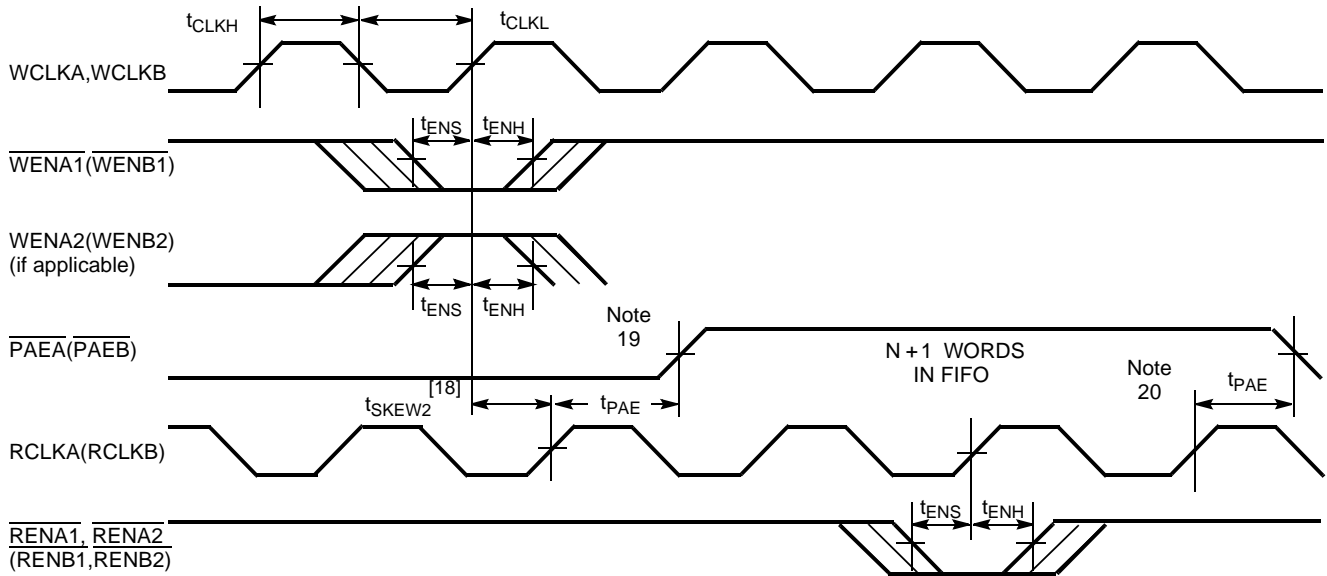 tCLKH
tCLKL
WCLKA,WCLKB
tENS
tENH
WENA1(WENB1)
WENA2(WENB2)
(if applicable)
tENS
tENH
Note
19
PAEA(PAEB)
N +1 WORDS
IN FIFO
Note
20
[18]
tSKEW2
tPAE
tPAE
RCLKA(RCLKB)
tENS
tENH
RENA1, RENA2
(RENB1,RENB2)